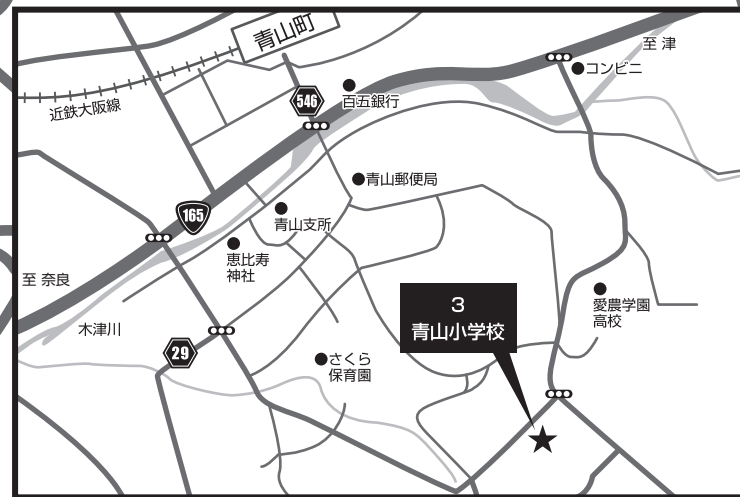 青山町
至 津
コンビニ
近鉄大阪線
546
百五銀行
青山郵便局
165
青山支所
恵比寿
神社
至 奈良
3
青山小学校
愛農学園
高校
木津川
29
さくら
保育園